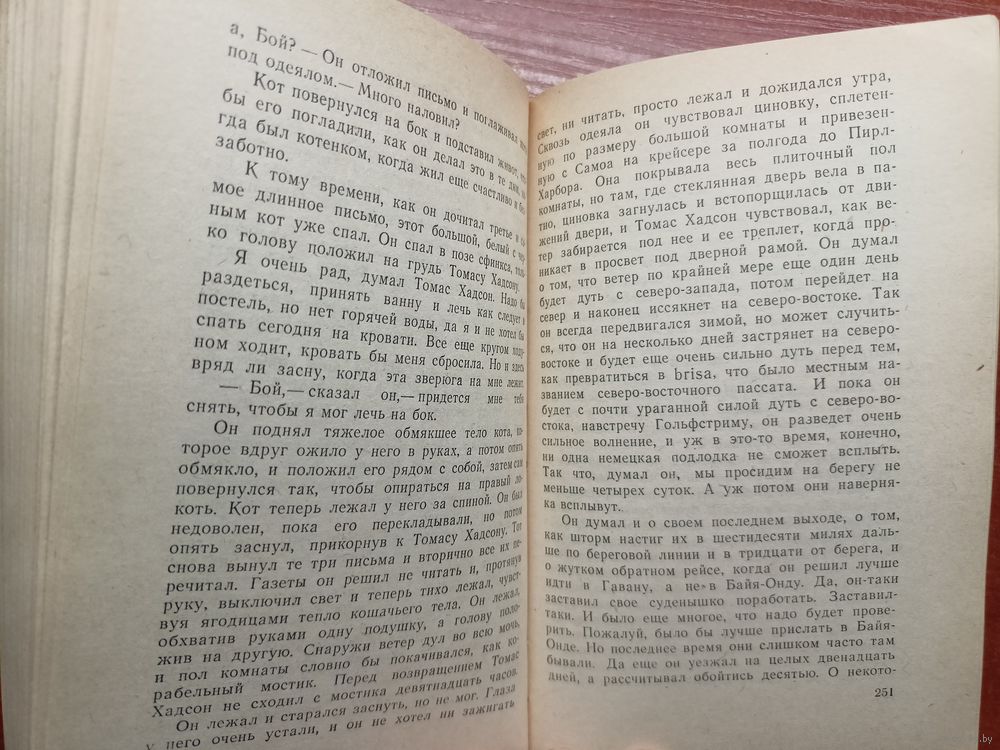 а, Бой? — Он отложил письмо и поглаживал
под одеялом.— Много наловил?
Кот повернулся на бок и подставил живот,
бы его погладили, как он делал это в те дни,
гда был котенком, когда жил еще счастливо и без-
заботно.
К тому времени, как он дочитал третье и са-
мое длинное письмо, этот большой, белый с чер-
ным кот уже спал. Он спал в позе сфинкса, толь-
ко голову положил на грудь Томасу Хадсону.
Я очень рад, думал Томас Хадсон. Надо бы
раздеться, принять ванну и лечь как следует в
постель, но нет горячей воды, да я и не хотел бы
спать сегодня на кровати. Все еще кругом ходу-
ном ходит, кровать бы меня сбросила. Но и здесь
вряд ли засну, когда эта зверюга на мне лежит.
— Бой,— сказал он,— придется мне тебя
снять, чтобы я мог лечь на бок.
Он поднял тяжелое обмякшее тело кота, ко-
торое вдруг ожило у него в руках, а потом опять
обмякло, и положил его рядом с собой, затем сам
повернулся так, чтобы опираться на правый ло-
коть. Кот теперь лежал у него за спиной. Он был
недоволен, пока его перекладывали, но потом
опять заснул, прикорнув к Томасу Хадсону. Тот
снова вынул те три письма и вторично все их пе-
речитал. Газеты он решил не читать и, протянув
руку, выключил свет и теперь тихо лежал, чувст-
вуя ягодицами тепло кошачьего тела. Он лежал,
обхватив руками одну подушку, а голову поло-
жив на другую. Снаружи ветер дул во всю мочь,
и пол комнаты словно бы покачивался, как ко-
рабельный мостик. Перед возвращением Томас
Хадсон не сходил с мостика девятнадцать часов.
Он лежал и старался заснуть, но не мог. Глаза
у него очень устали, и он не хотел ни зажигать
свет, ни читать, просто лежал и дожидался утра,
Сквозь одеяла он чувствовал циновку, сплетен-
ную по размеру большой комнаты и привезен-
ную с Самоа на крейсере за полгода до Пирл-
Харбора. Она покрывала весь плиточный пол
комнаты, но там, где стеклянная дверь вела в па-
тио, циновка загнулась и встопорщилась от дви-
жений двери, и Томас Хадсон чувствовал, как ве-
тер забирается под нее и ее треплет, когда про-
никает в просвет под дверной рамой. Он думал
о том, что ветер по крайней мере еще один день
будет дуть с северо-запада, потом перейдет на
север и наконец иссякнет на северо-востоке. Так
он всегда передвигался зимой, но может случить-
ся, что он на несколько дней застрянет на северо-
востоке и будет еще очень сильно дуть перед тем,
как превратиться в brisa, что было местным на-
званием северо-восточного пассата. И пока он
будет с почти ураганной силой дуть с северо-во-
стока, навстречу Гольфстриму, он разведет очень
сильное волнение, и уж в это-то время, конечно,
ни одна немецкая подлодка не сможет всплыть.
Так что, думал он, мы просидим на берегу не
меньше четырех суток. А уж потом они наверня-
ка всплывут.
Он думал и о своем последнем выходе, о том,
как шторм настиг их в шестидесяти милях даль-
ше по береговой линии и в тридцати от берега, и
о жутком обратном рейсе, когда он решил лучше
идти в Гавану, а не в Байя-Онду. Да, он-таки
заставил свое суденышко поработать. Заставил-
таки. И было еще многое, что надо будет прове-
рить. Пожалуй, было бы лучше прислать в Байя-
Онде. Но последнее время они слишком часто там
бывали. Да еще он уезжал на целых двенадцать
дней, а рассчитывал обойтись десятью. О некото-
251
.by